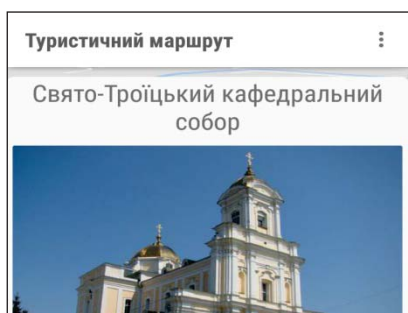 Туристичний маршрут
Свято-Троїцький кафедральний
собор